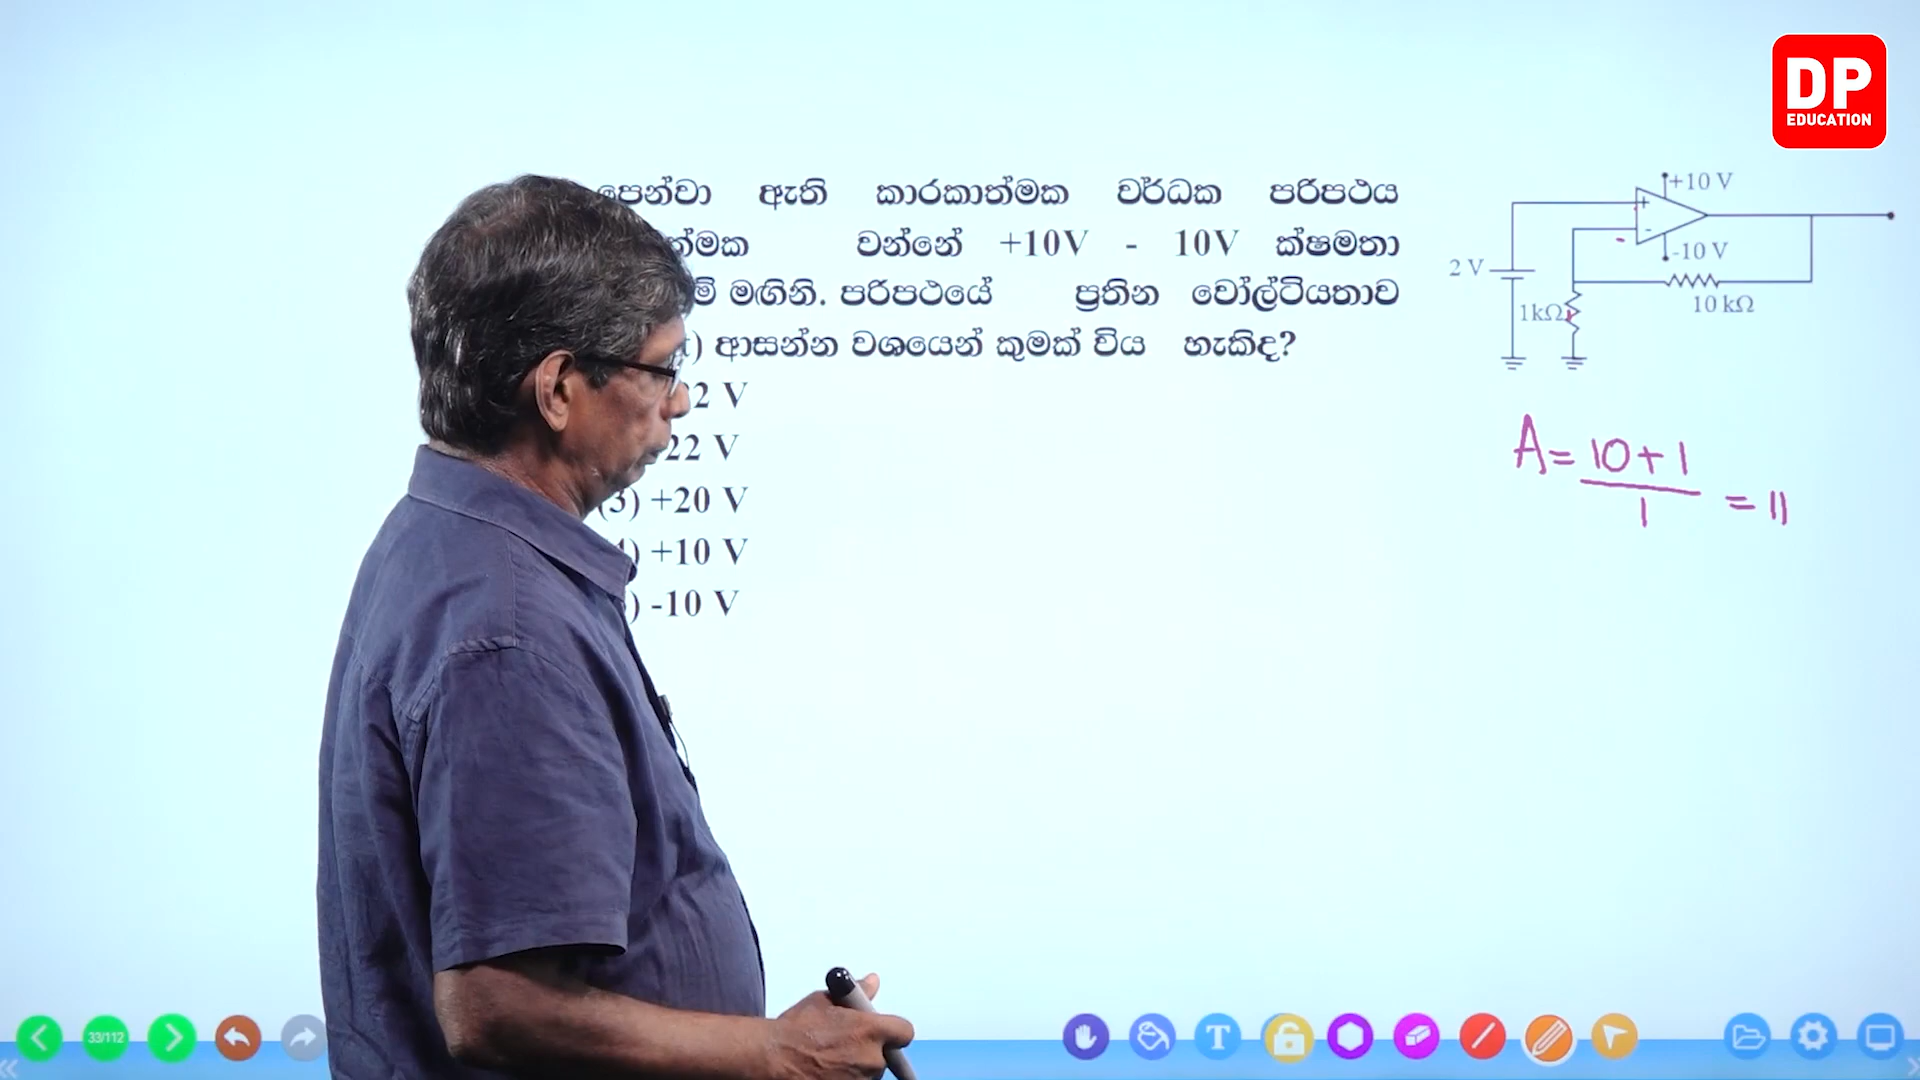 DP
EDUCATION
පෙන්වා ඇති කාරකාත්මක වර්ධක පරිපථය
වන්නේ +10V - 10V ක්ෂමතා
මගිනි. පරිපථයේ ප්‍රතින වෝල්ටියතාව
ආසන්න වශයෙන් කුමක් විය හැකිද?
2 V
22 V
(3) +20 V
+10 V
-10 V
+10 V
+
-
-10 V
2 V
1kΩ
10 kΩ
A = 10 + 1
1
= 11
33/112
T